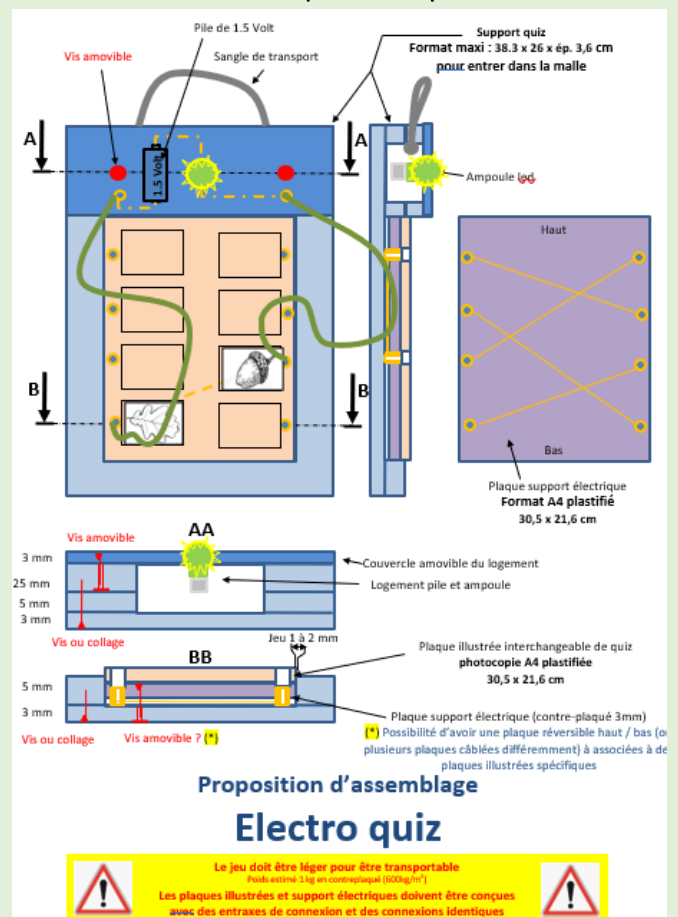 Pile de 1.5 Volt
Support quiz
Format maxi : 38.3 x 26 x ép. 3,6 cm
pour entrer dans la malle
Vis amovible
Sangle de transport
A
A
1.5 Volt
Ampoule led
Haut
B
B
Bas
Plaque support électrique
Format A4 plastifié
30,5 x 21,6 cm
Vis amovible
AA
3 mm
Couvercle amovible du logement
25 mm
Logement pile et ampoule
5 mm
3 mm
Vis ou collage
Jeu 1 à 2 mm
BB
Plaque illustrée interchangeable de quiz
photocopie A4 plastifiée
30,5 x 21,6 cm
5 mm
3 mm
Plaque support électrique (contre-plaqué 3mm)
Vis ou collage
Vis amovible ? (*)
(*) Possibilité d'avoir une plaque réversible haut / bas (o
plusieurs plaques câblées différemment) à associées à de
plaques illustrées spécifiques
Proposition d'assemblage
Electro quiz
Le jeu doit être léger pour être transportable
Poids estimé 1 kg en contreplaqué (600kg/m³)
Les plaques illustrées et support électriques doivent être conçues
avec des entraxes de connexion et des connexions identiques